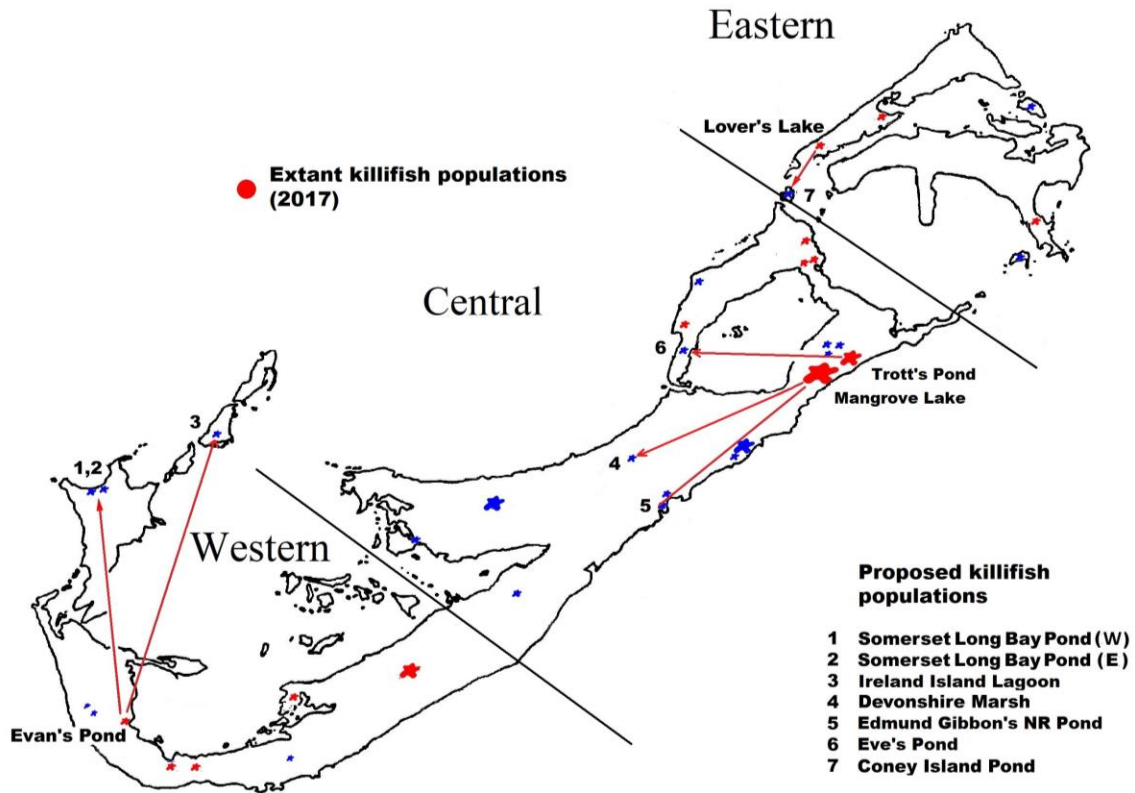 Eastern
Lover's Lake
7
Extant killifish populations
(2017)
Central
6
Trott's Pond
Mangrove Lake
3
4
1,2
5
Western
Evan's Pond
Proposed killifish
populations
1 Somerset Long Bay Pond (W)
2 Somerset Long Bay Pond (E)
3 Ireland Island Lagoon
4 Devonshire Marsh
5 Edmund Gibbon's NR Pond
6 Eve's Pond
7 Coney Island Pond